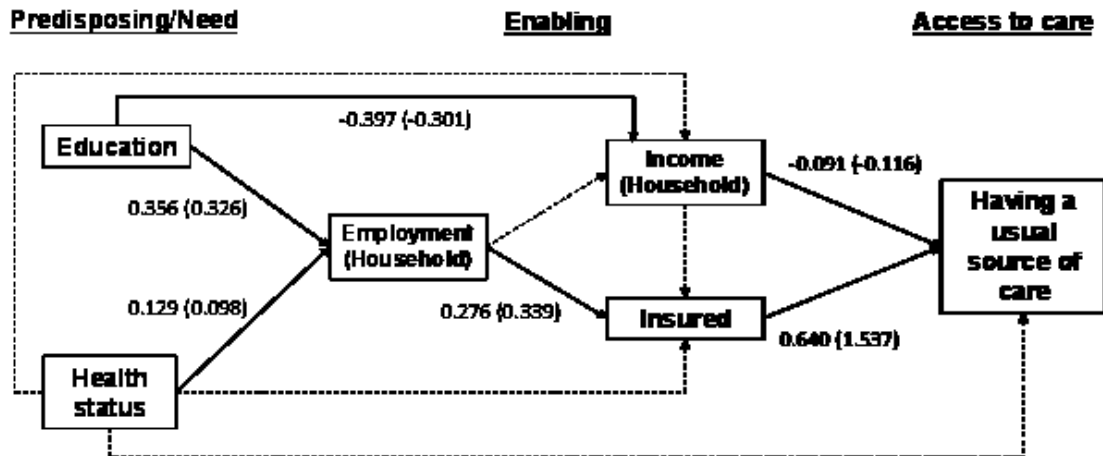 Predisposing/Need
Enabling
Access to care
-0.397 (-0.301)
Education
Income
(Household)
-0.091 (-0.116)
Having a
usual
source of
care
0.356 (0.326)
Employment
(Household)
0.129 (0.098)
0.276 (0.339)
Insured
0.640 (1.537)
Health
status